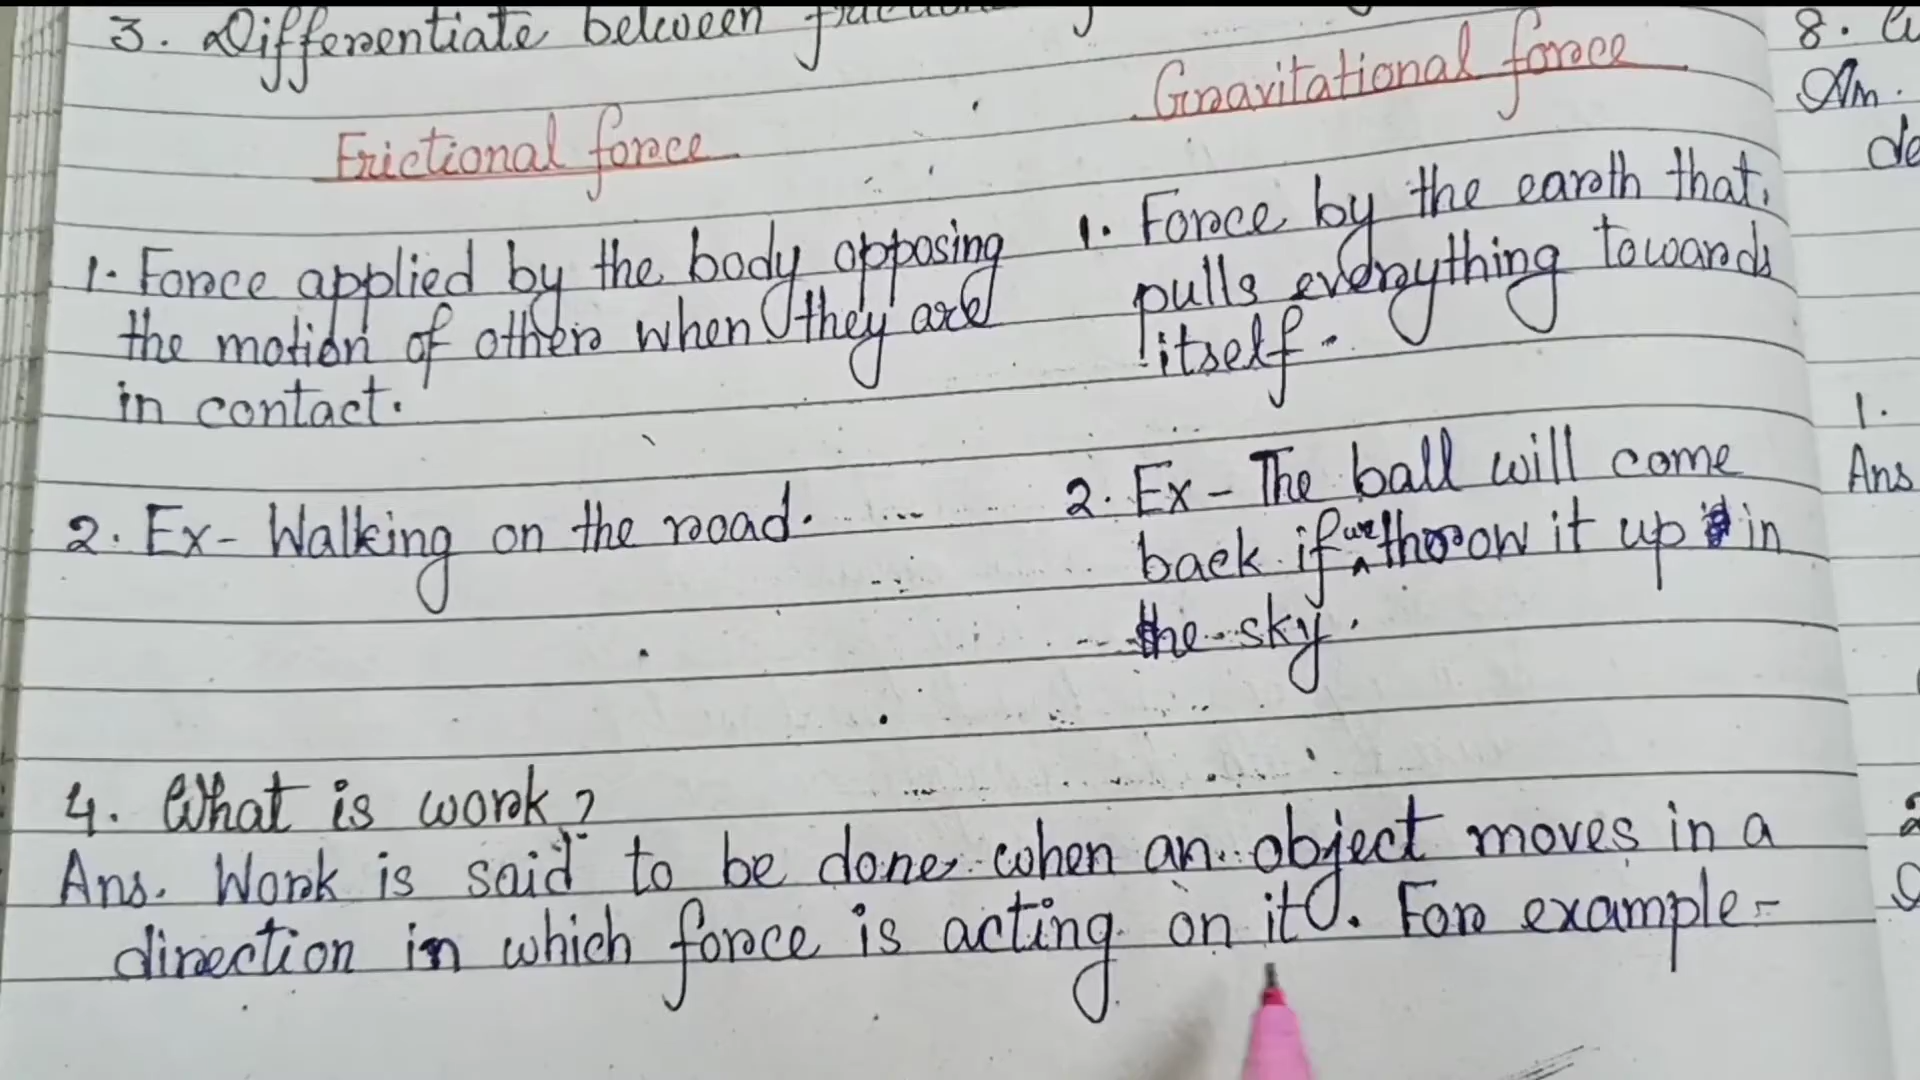 3. Differentiate between
Frictional force
1. Force applied by the body opposing
the motion of other when they are
in contact.
2. Ex- Walking on the road.
Gravitational force
1. Force by the earth that
pulls everything towards
itself.
2. Ex - The ball will come
back if we throw it up in
the sky.
4. What is work?
Ans. Work is said to be done when an object moves in a
direction in which force is acting on it. For example-
8.
Ans.
de
1.
Ans
2